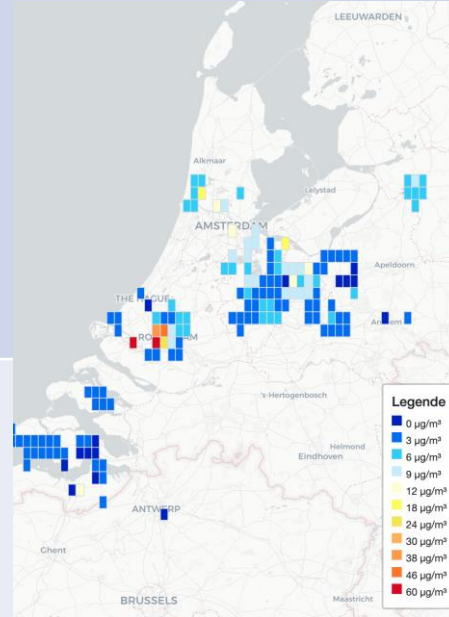 LEEUWARDEN
Alkmaar
Lelystad
AMSTERDAM
Apeldoorn
THE HAGUE
Arnhem
ROTTERDAM
's-Hertogenbosch
Helmond
Eindhoven
ANTWERP
Ghent
BRUSSELS
Maastricht
Legende
0 µg/m³
3 µg/m³
6 µg/m³
9 µg/m³
12 µg/m³
18 µg/m³
24 µg/m³
30 µg/m³
38 µg/m³
46 µg/m³
60 µg/m³